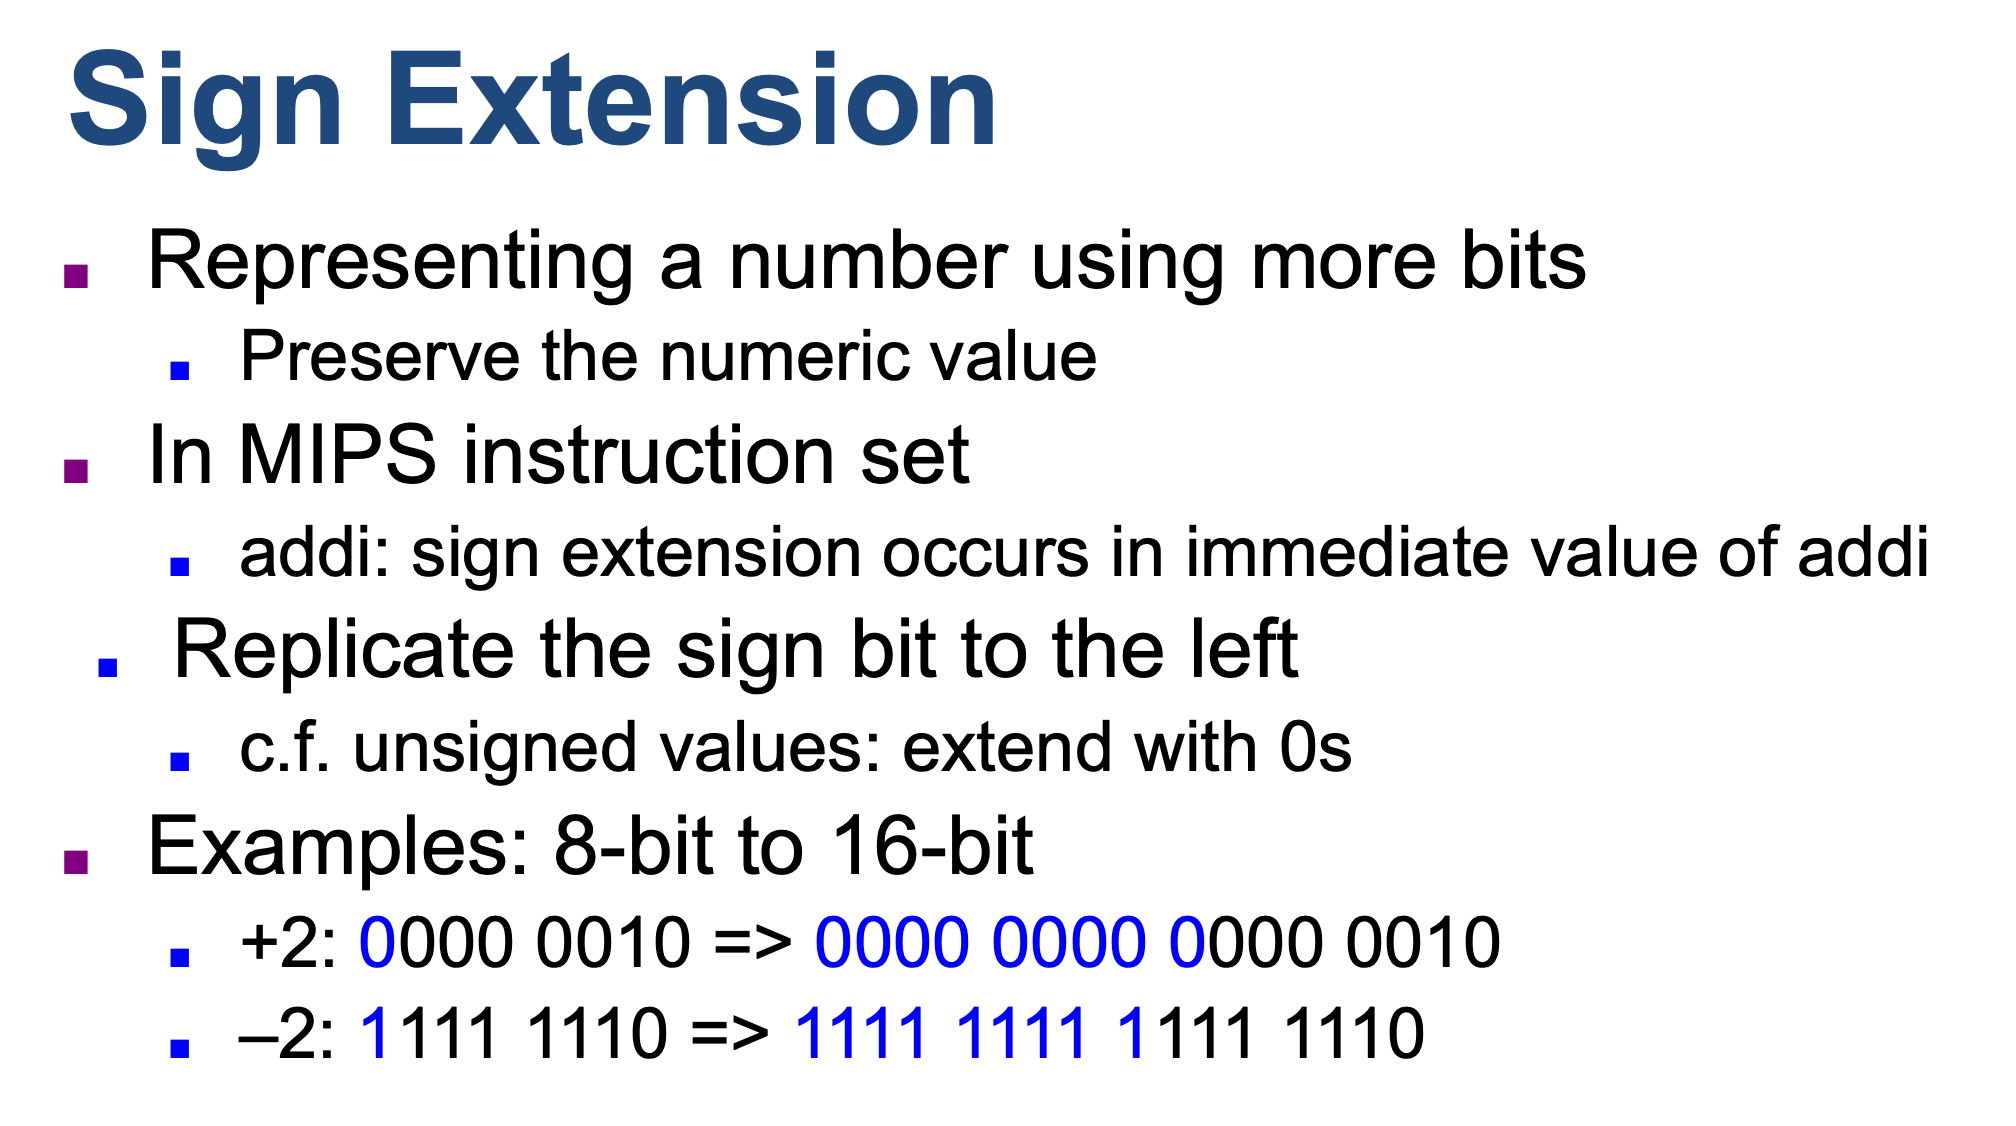 Sign Extension
Representing a number using more bits
Preserve the numeric value
In MIPS instruction set
addi: sign extension occurs in immediate value of addi
Replicate the sign bit to the left
c.f. unsigned values: extend with 0s
Examples: 8-bit to 16-bit
+2: 0000 0010 => 0000 0000 0000 0010
–2: 1111 1110 => 1111 1111 1111 1110